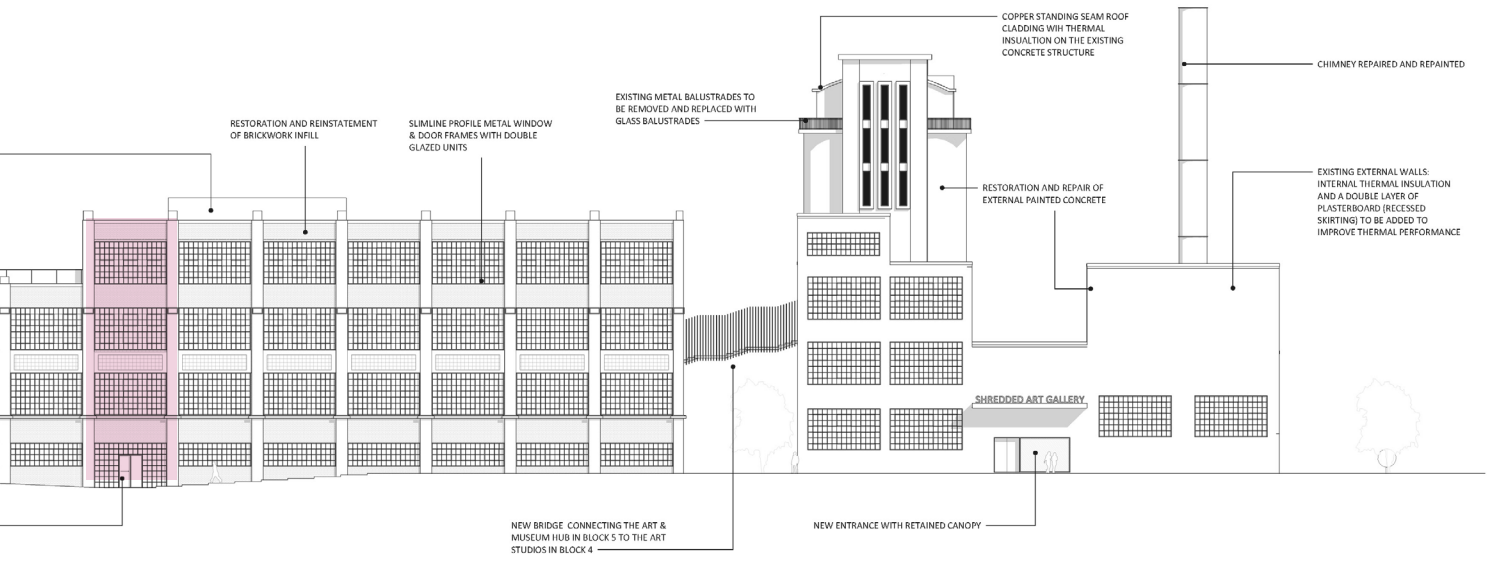 COPPER STANDING SEAM ROOF
CLADDING WIH THERMAL
INSUALTION ON THE EXISTING
CONCRETE STRUCTURE
CHIMNEY REPAIRED AND REPAINTED
EXISTING METAL BALUSTRADES TO
BE REMOVED AND REPLACED WITH
GLASS BALUSTRADES
RESTORATION AND REINSTATEMENT
OF BRICKWORK INFILL
SLIMLINE PROFILE METAL WINDOW
& DOOR FRAMES WITH DOUBLE
GLAZED UNITS
RESTORATION AND REPAIR OF
EXTERNAL PAINTED CONCRETE
EXISTING EXTERNAL WALLS:
INTERNAL THERMAL INSULATION
AND A DOUBLE LAYER OF
PLASTERBOARD (RECESSED
SKIRTING) TO BE ADDED TO
IMPROVE THERMAL PERFORMANCE
SHREDDED ART GALLERY
NEW BRIDGE CONNECTING THE ART &
MUSEUM HUB IN BLOCK 5 TO THE ART
STUDIOS IN BLOCK 4
NEW ENTRANCE WITH RETAINED CANOPY